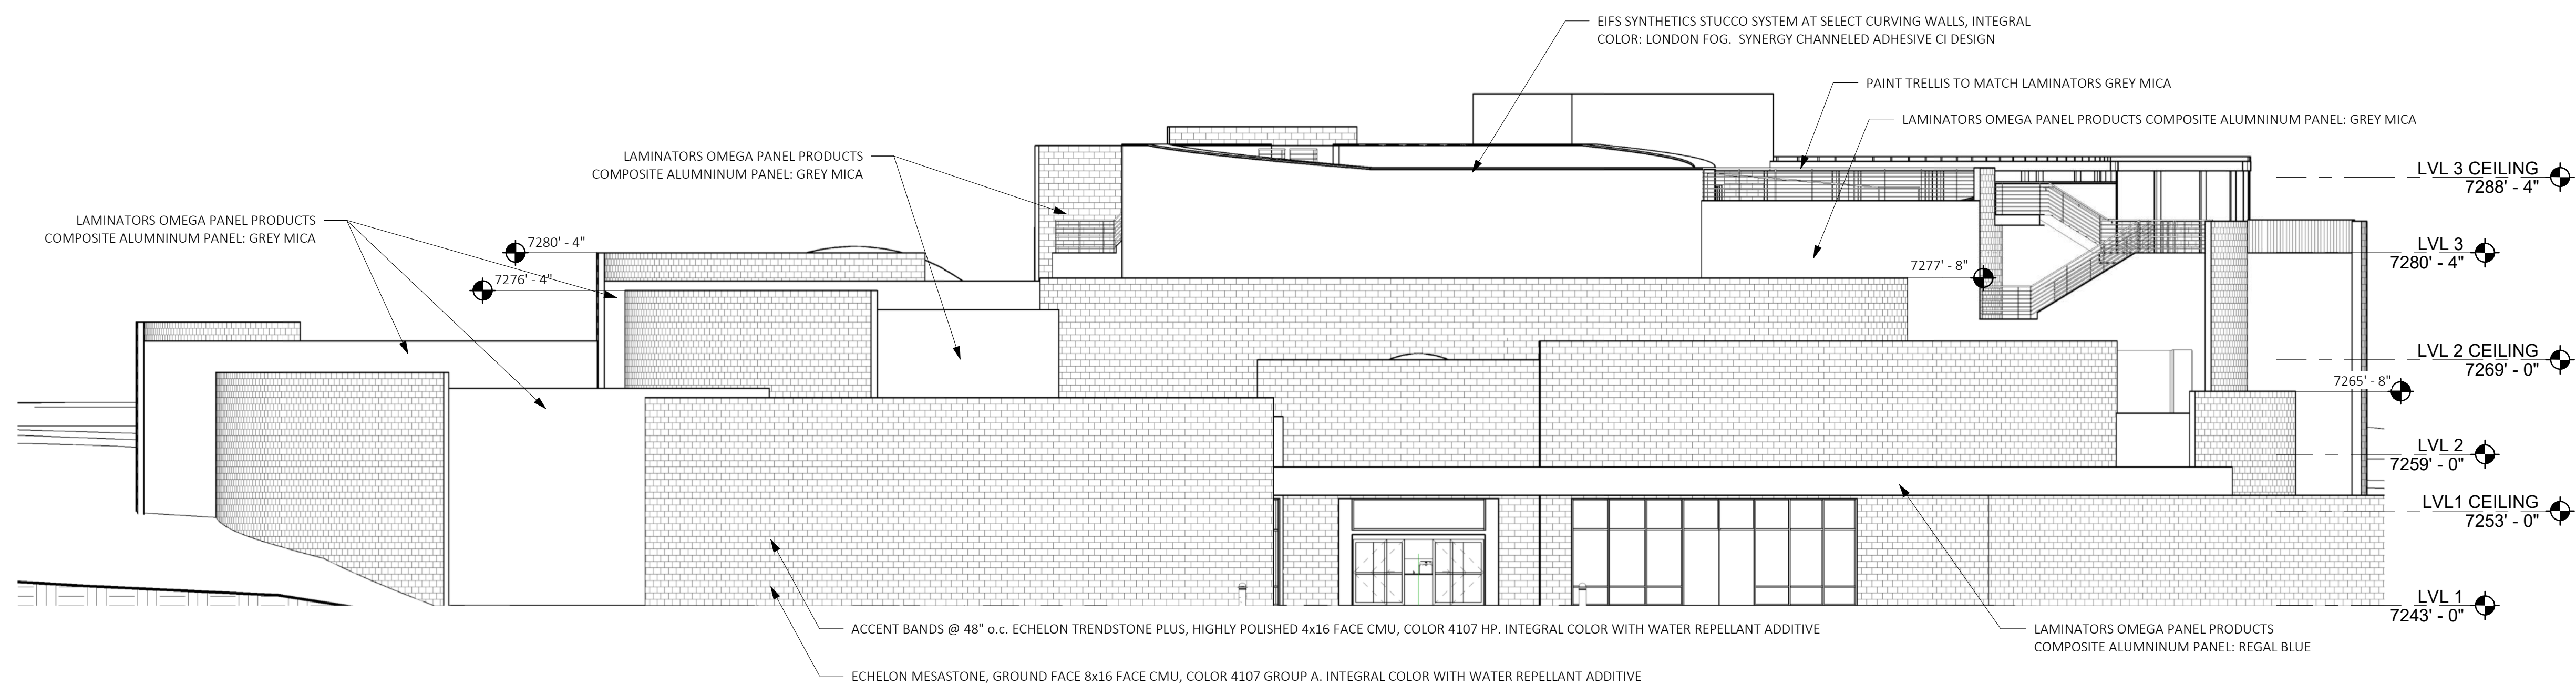 EIFS SYNTHETICS STUCCO SYSTEM AT SELECT CURVING WALLS, INTEGRAL
COLOR: LONDON FOG.  SYNERGY CHANNELED ADHESIVE CI DESIGN
PAINT TRELLIS TO MATCH LAMINATORS GREY MICA
LAMINATORS OMEGA PANEL PRODUCTS COMPOSITE ALUMNINUM PANEL: GREY MICA
LAMINATORS OMEGA PANEL PRODUCTS
COMPOSITE ALUMNINUM PANEL: GREY MICA
LAMINATORS OMEGA PANEL PRODUCTS
COMPOSITE ALUMNINUM PANEL: GREY MICA
7280' - 4"
7276' - 4"
7277' - 8"
LVL 3 CEILING
7288' - 4"
LVL 3
7280' - 4"
LVL 2 CEILING
7269' - 0"
7265' - 8"
LVL 2
7259' - 0"
LVL1 CEILING
7253' - 0"
LVL 1
7243' - 0"
ACCENT BANDS @ 48" o.c. ECHELON TRENDSTONE PLUS, HIGHLY POLISHED 4x16 FACE CMU, COLOR 4107 HP. INTEGRAL COLOR WITH WATER REPELLANT ADDITIVE
LAMINATORS OMEGA PANEL PRODUCTS
COMPOSITE ALUMNINUM PANEL: REGAL BLUE
ECHELON MESASTONE, GROUND FACE 8x16 FACE CMU, COLOR 4107 GROUP A. INTEGRAL COLOR WITH WATER REPELLANT ADDITIVE